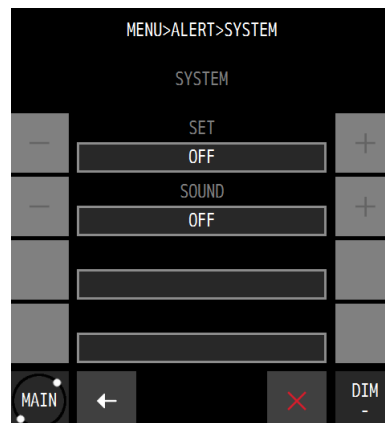 MENU>ALERT>SYSTEM
SYSTEM
SET
− OFF +
SOUND
− OFF +
MAIN ← × DIM
-